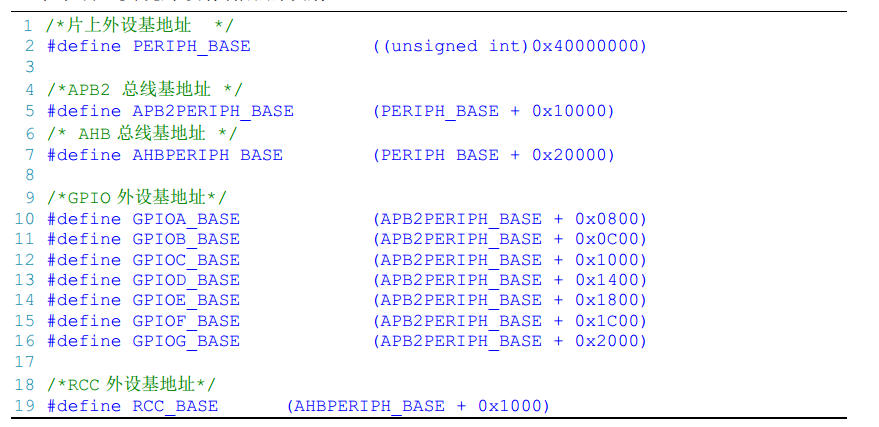 1 /*片上外设基地址  */
2 #define PERIPH_BASE           ((unsigned int)0x40000000)
3
4 /*APB2 总线基地址 */
5 #define APB2PERIPH_BASE       (PERIPH_BASE + 0x10000)
6 /* AHB 总线基地址 */
7 #define AHBPERIPH BASE        (PERIPH BASE + 0x20000)
8
9 /*GPIO 外设基地址*/
10 #define GPIOA_BASE            (APB2PERIPH_BASE + 0x0800)
11 #define GPIOB_BASE            (APB2PERIPH_BASE + 0x0C00)
12 #define GPIOC_BASE            (APB2PERIPH_BASE + 0x1000)
13 #define GPIOD_BASE            (APB2PERIPH_BASE + 0x1400)
14 #define GPIOE_BASE            (APB2PERIPH_BASE + 0x1800)
15 #define GPIOF_BASE            (APB2PERIPH_BASE + 0x1C00)
16 #define GPIOG_BASE            (APB2PERIPH_BASE + 0x2000)
17
18 /*RCC 外设基地址*/
19 #define RCC_BASE      (AHBPERIPH_BASE + 0x1000)